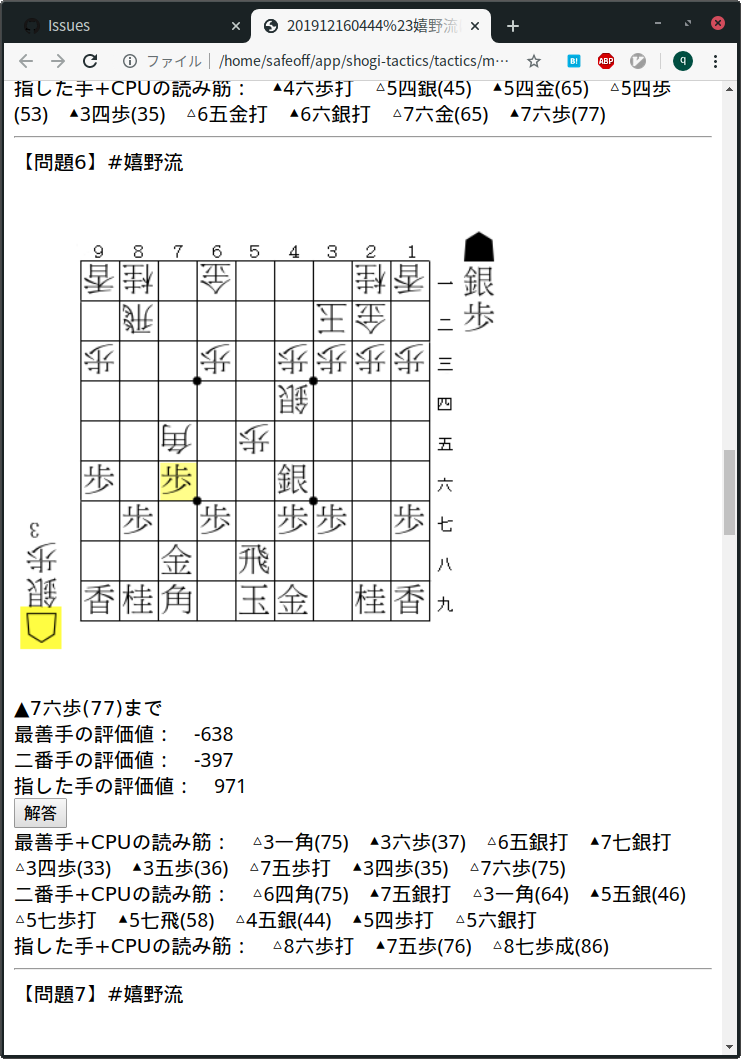 Issues
201912160444%23嬉野流
ファイル | /home/safeoff/app/shogi-tactics/tactics/m…
B!
ABP
q
指した手+CPUの読み筋： ▲4六歩打 △5四銀(45) ▲5四金(65) △5四歩
(53) ▲3四歩(35) △6五金打 ▲6六銀打 △7六金(65) ▲7六歩(77)
【問題6】#嬉野流
9 8 7 6 5 4 3 2 1
香 桂 金 桂 香 一
飛 王 金 二
歩 歩 歩 歩 歩 歩 三
銀 四
角 歩 五
歩 歩 銀 六
歩 歩 歩 歩 歩 七
金 飛 八
香 桂 角 玉 金 桂 香 九
銀
歩
3
歩
銀
▲7六歩(77)まで
最善手の評価値： -638
二番手の評価値： -397
指した手の評価値： 971
解答
最善手+CPUの読み筋： △3一角(75) ▲3六歩(37) △6五銀打 ▲7七銀打
△3四歩(33) ▲3五歩(36) △7五歩打 ▲3四歩(35) △7六歩(75)
二番手+CPUの読み筋： △6四角(75) ▲7五銀打 △3一角(64) ▲5五銀(46)
△5七歩打 ▲5七飛(58) △4五銀(44) ▲5四歩打 △5六銀打
指した手+CPUの読み筋： △8六歩打 ▲7五歩(76) △8七歩成(86)
【問題7】#嬉野流